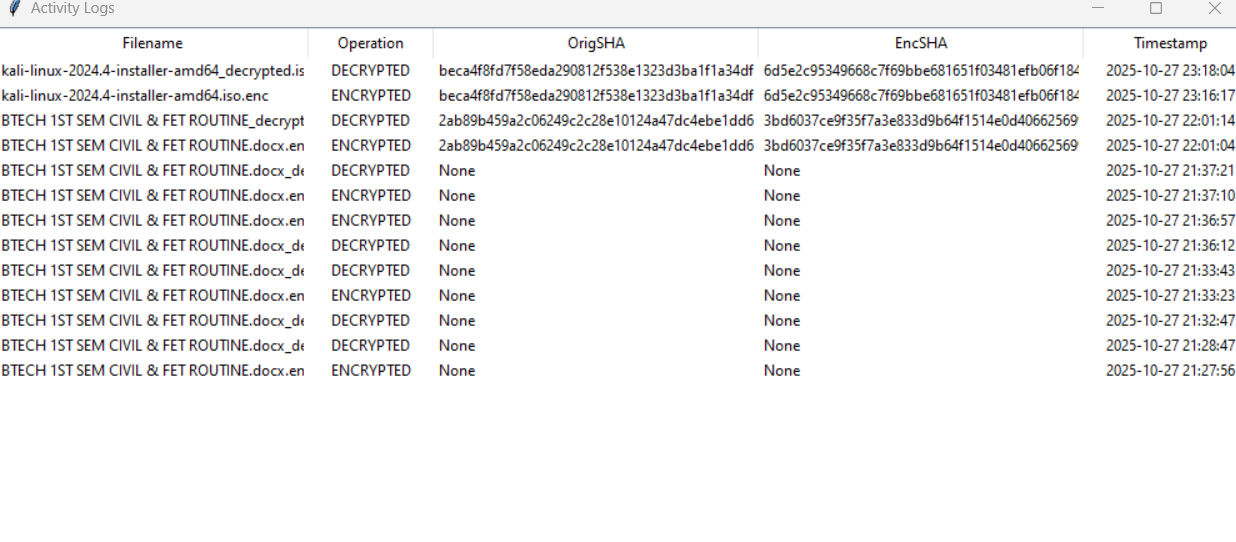 Activity Logs
Filename Operation OrigSHA EncSHA Timestamp
kali-linux-2024.4-installer-amd64_decrypted.is DECRYPTED beca4f8fd7f58eda290812f538e1323d3ba1f1a34df 6d5e2c95349668c7f69bbe681651f03481efb06f184 2025-10-27 23:18:04
kali-linux-2024.4-installer-amd64.iso.enc ENCRYPTED beca4f8fd7f58eda290812f538e1323d3ba1f1a34df 6d5e2c95349668c7f69bbe681651f03481efb06f184 2025-10-27 23:16:17
BTECH 1ST SEM CIVIL & FET ROUTINE_decrypt DECRYPTED 2ab89b459a2c06249c2c28e10124a47dc4ebe1dd6 3bd6037ce9f35f7a3e833d9b64f1514e0d40662569 2025-10-27 22:01:14
BTECH 1ST SEM CIVIL & FET ROUTINE.docx.en ENCRYPTED 2ab89b459a2c06249c2c28e10124a47dc4ebe1dd6 3bd6037ce9f35f7a3e833d9b64f1514e0d40662569 2025-10-27 22:01:04
BTECH 1ST SEM CIVIL & FET ROUTINE.docx_de DECRYPTED None None 2025-10-27 21:37:21
BTECH 1ST SEM CIVIL & FET ROUTINE.docx.en ENCRYPTED None None 2025-10-27 21:37:10
BTECH 1ST SEM CIVIL & FET ROUTINE.docx.en ENCRYPTED None None 2025-10-27 21:36:57
BTECH 1ST SEM CIVIL & FET ROUTINE.docx_de DECRYPTED None None 2025-10-27 21:36:12
BTECH 1ST SEM CIVIL & FET ROUTINE.docx_de DECRYPTED None None 2025-10-27 21:33:43
BTECH 1ST SEM CIVIL & FET ROUTINE.docx.en ENCRYPTED None None 2025-10-27 21:33:23
BTECH 1ST SEM CIVIL & FET ROUTINE.docx_de DECRYPTED None None 2025-10-27 21:32:47
BTECH 1ST SEM CIVIL & FET ROUTINE.docx_de DECRYPTED None None 2025-10-27 21:28:47
BTECH 1ST SEM CIVIL & FET ROUTINE.docx.en ENCRYPTED None None 2025-10-27 21:27:56